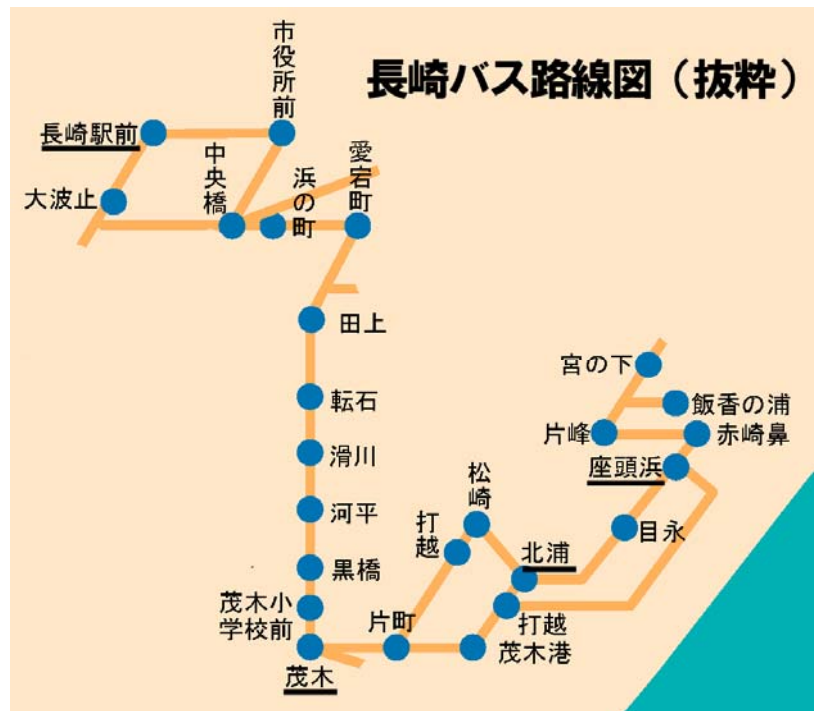 長崎バス路線図（抜粋）
市役所前
長崎駅前
中央橋
浜の町
愛宕町
大波止
田上
宮の下
転石
飯香の浦
片峰
赤崎鼻
滑川
座頭浜
松崎
打越
河平
目永
北浦
黒橋
茂木小
学校前
片町
打越
茂木港
茂木